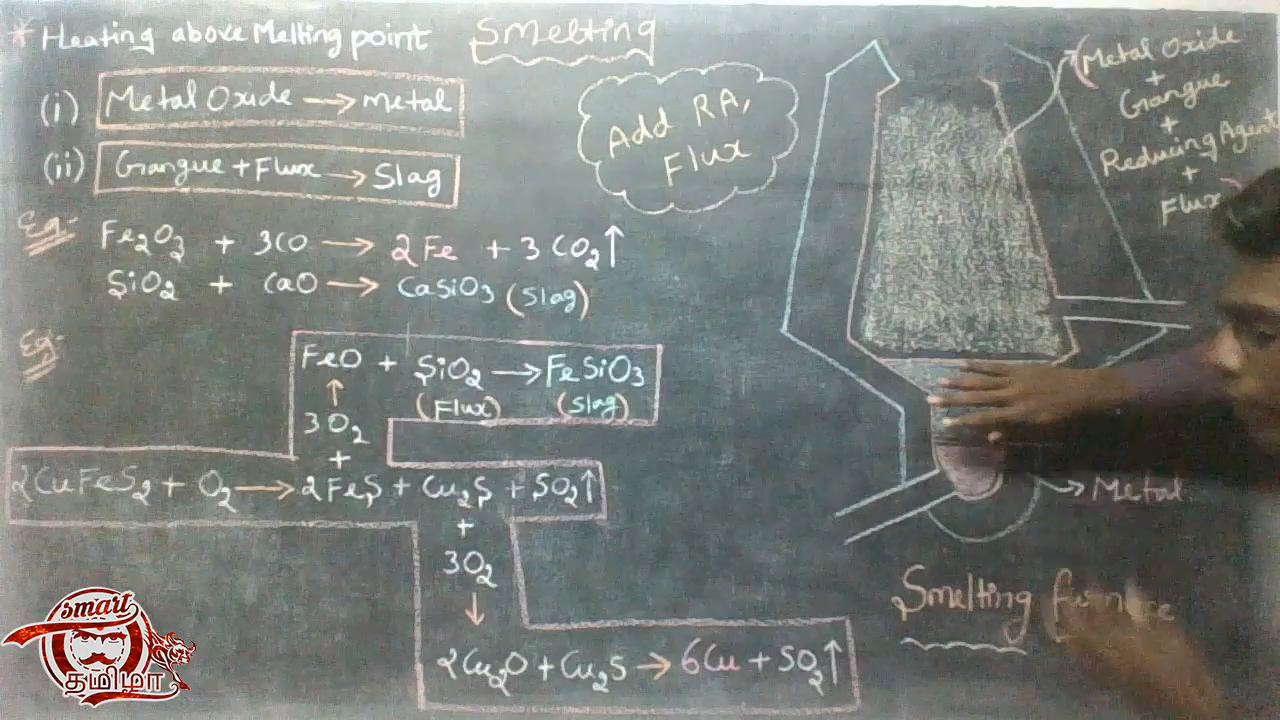 * Heating above Melting point Smelting
(i) Metal Oxide → metal
(ii) Gangue + Flux → Slag
Add RA,
Flux
Eg:-
Fe₂O₃ + 3CO → 2Fe + 3CO₂↑
SiO₂ + CaO → CaSiO₃ (Slag)
Eg:-
FeO + SiO₂ → FeSiO₃
(Flux) (Slag)
↑
3O₂
+
2CuFeS₂ + O₂ → 2FeS + Cu₂S + SO₂↑
+
3O₂
↓
2Cu₂O + Cu₂S → 6Cu + SO₂↑
(Metal Oxide
+
Gangue
+
Reducing Agent
+
Flux)
→ Metal
Smelting furnace
smart
தமிழா